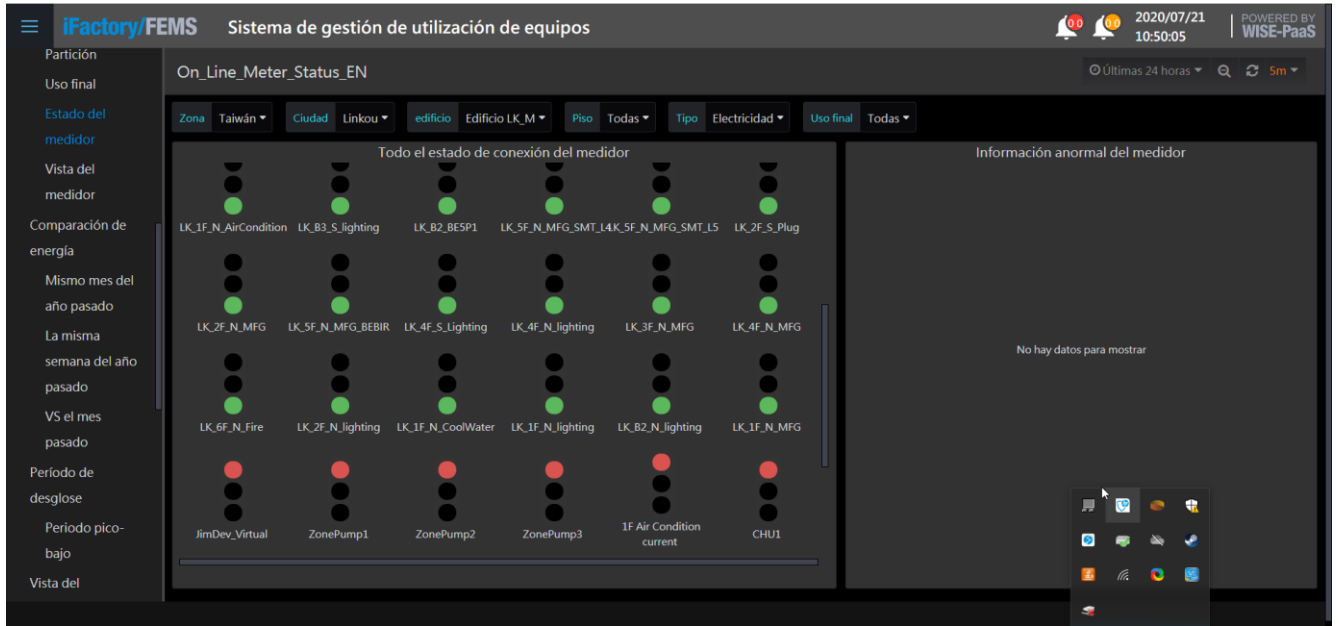 iFactory/FEMS Sistema de gestión de utilización de equipos 00 00 2020/07/21 10:50:05 POWERED BY WISE-PaaS
Partición
Uso final
Estado del
medidor
Vista del
medidor
Comparación de
energía
Mismo mes del
año pasado
La misma
semana del año
pasado
VS el mes
pasado
Período de
desglose
Periodo pico-
bajo
Vista del
On_Line_Meter_Status_EN Últimas 24 horas 5m
Zona Taiwán Ciudad Linkou edificio Edificio LK_M Piso Todas Tipo Electricidad Uso final Todas
Todo el estado de conexión del medidor
LK_1F_N_AirCondition LK_B3_S_lighting LK_B2_BE5P1 LK_5F_N_MFG_SMT_L4 LK_5F_N_MFG_SMT_L5 LK_2F_S_Plug
LK_2F_N_MFG LK_5F_N_MFG_BEBIR LK_4F_S_Lighting LK_4F_N_lighting LK_3F_N_MFG LK_4F_N_MFG
LK_6F_N_Fire LK_2F_N_lighting LK_1F_N_CoolWater LK_1F_N_lighting LK_B2_N_lighting LK_1F_N_MFG
JimDev_Virtual ZonePump1 ZonePump2 ZonePump3 1F Air Condition current CHU1
Información anormal del medidor
No hay datos para mostrar